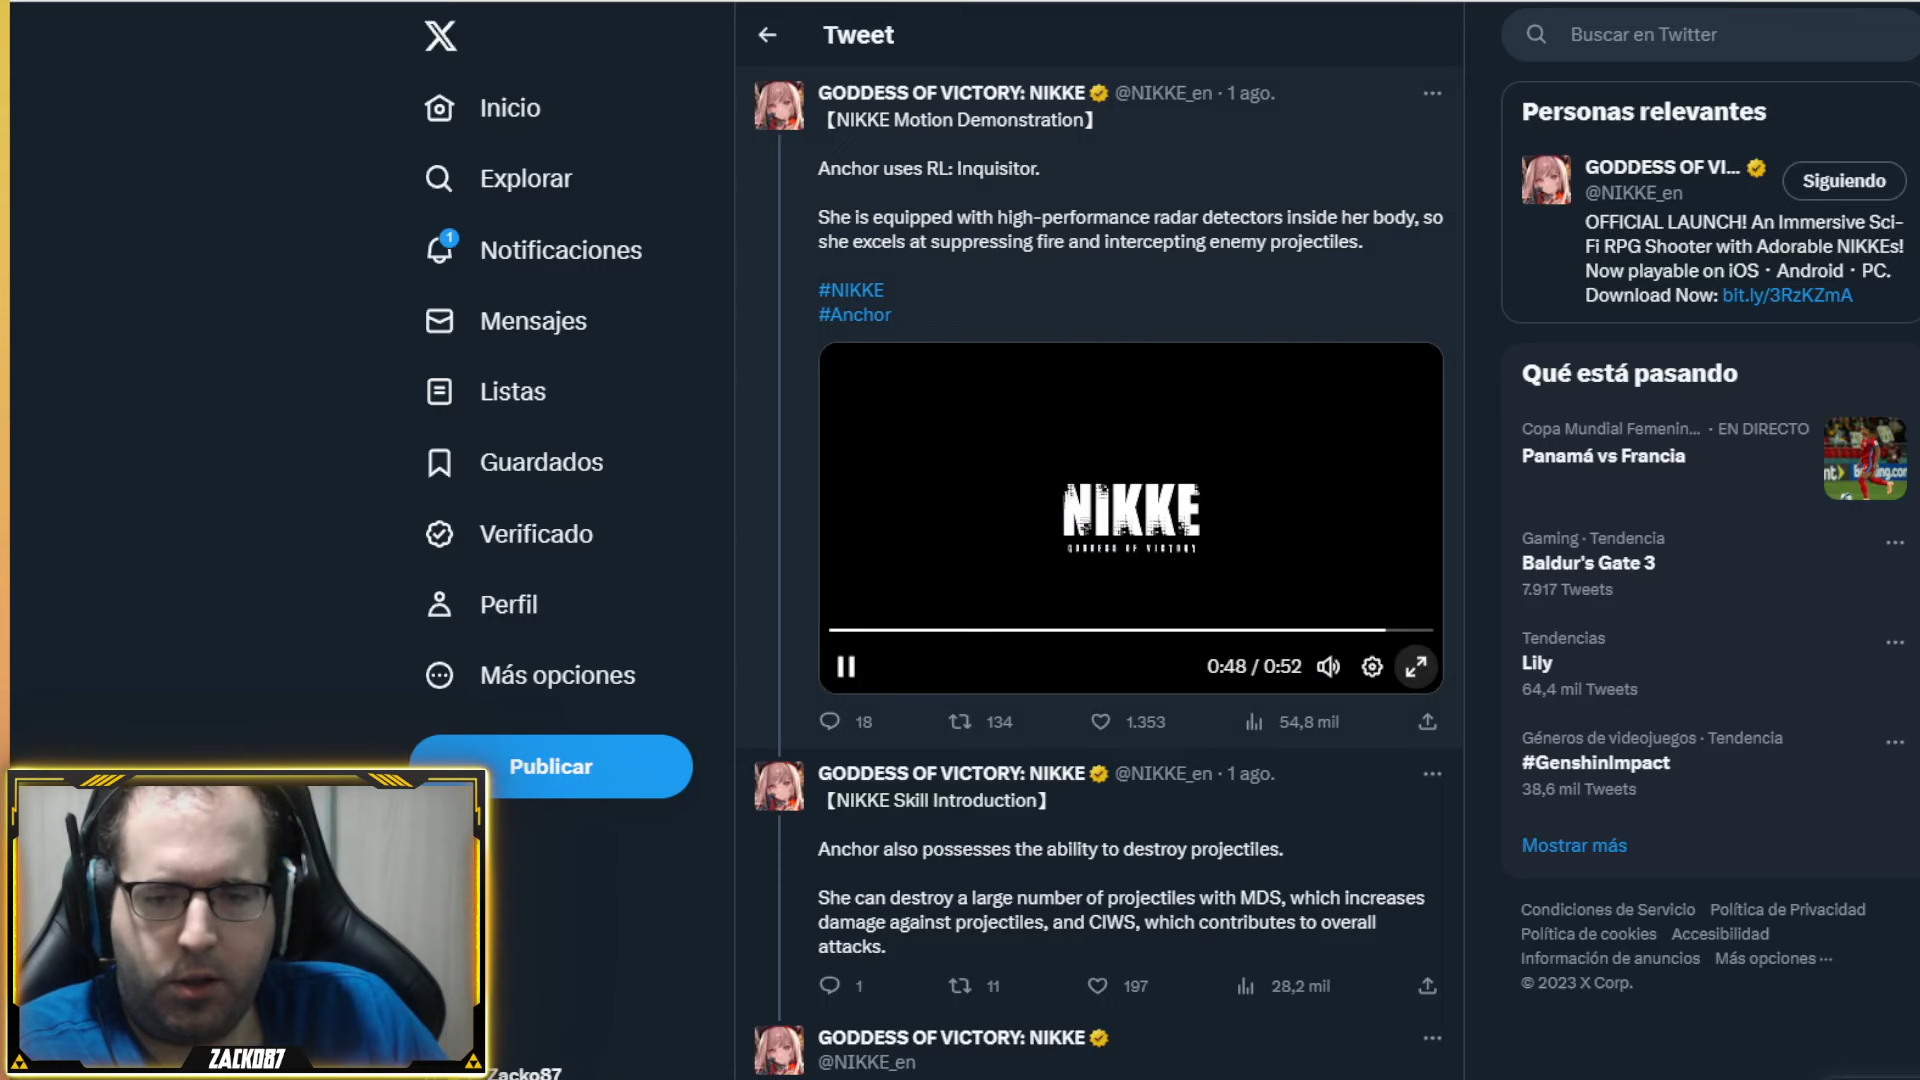 Inicio
Explorar
1
Notificaciones
Mensajes
Listas
Guardados
Verificado
Perfil
Más opciones
Publicar
ZACKO87
Zacko87
Tweet
GODDESS OF VICTORY: NIKKE @NIKKE_en · 1 ago.
【NIKKE Motion Demonstration】
Anchor uses RL: Inquisitor.
She is equipped with high-performance radar detectors inside her body, so
she excels at suppressing fire and intercepting enemy projectiles.
#NIKKE
#Anchor
NIKKE
GODDESS OF VICTORY
0:48 / 0:52
18 134 1.353 54,8 mil
GODDESS OF VICTORY: NIKKE @NIKKE_en · 1 ago.
【NIKKE Skill Introduction】
Anchor also possesses the ability to destroy projectiles.
She can destroy a large number of projectiles with MDS, which increases
damage against projectiles, and CIWS, which contributes to overall
attacks.
1 11 197 28,2 mil
GODDESS OF VICTORY: NIKKE
@NIKKE_en
Buscar en Twitter
Personas relevantes
GODDESS OF VI...
@NIKKE_en
Siguiendo
OFFICIAL LAUNCH! An Immersive Sci-
Fi RPG Shooter with Adorable NIKKEs!
Now playable on iOS・Android・PC.
Download Now: bit.ly/3RzKZmA
Qué está pasando
Copa Mundial Femenin... · EN DIRECTO
Panamá vs Francia
Gaming · Tendencia
Baldur's Gate 3
7.917 Tweets
Tendencias
Lily
64,4 mil Tweets
Géneros de videojuegos · Tendencia
#GenshinImpact
38,6 mil Tweets
Mostrar más
Condiciones de Servicio Política de Privacidad
Política de cookies Accesibilidad
Información de anuncios Más opciones ···
© 2023 X Corp.